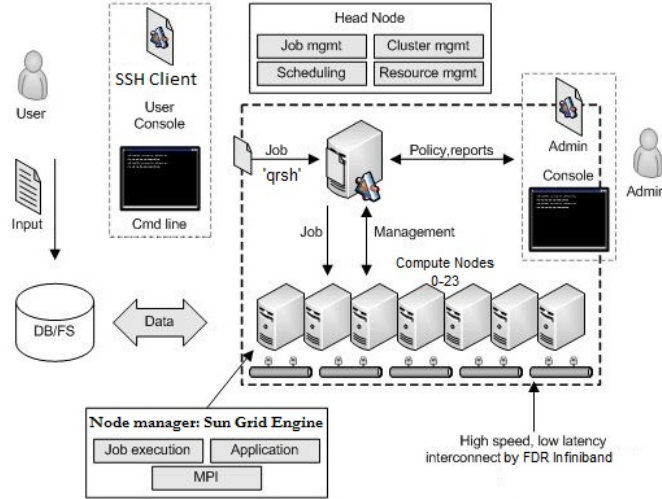 Head Node
Job mgmt
Cluster mgmt
Scheduling
Resource mgmt
SSH Client
User
Console
Cmd line
User
Input
Job
'qrsh'
Policy,reports
Admin
Console
Admin
Job
Management
Compute Nodes
0-23
DB/FS
Data
Node manager: Sun Grid Engine
Job execution
Application
MPI
High speed, low latency
interconnect by FDR Infiniband